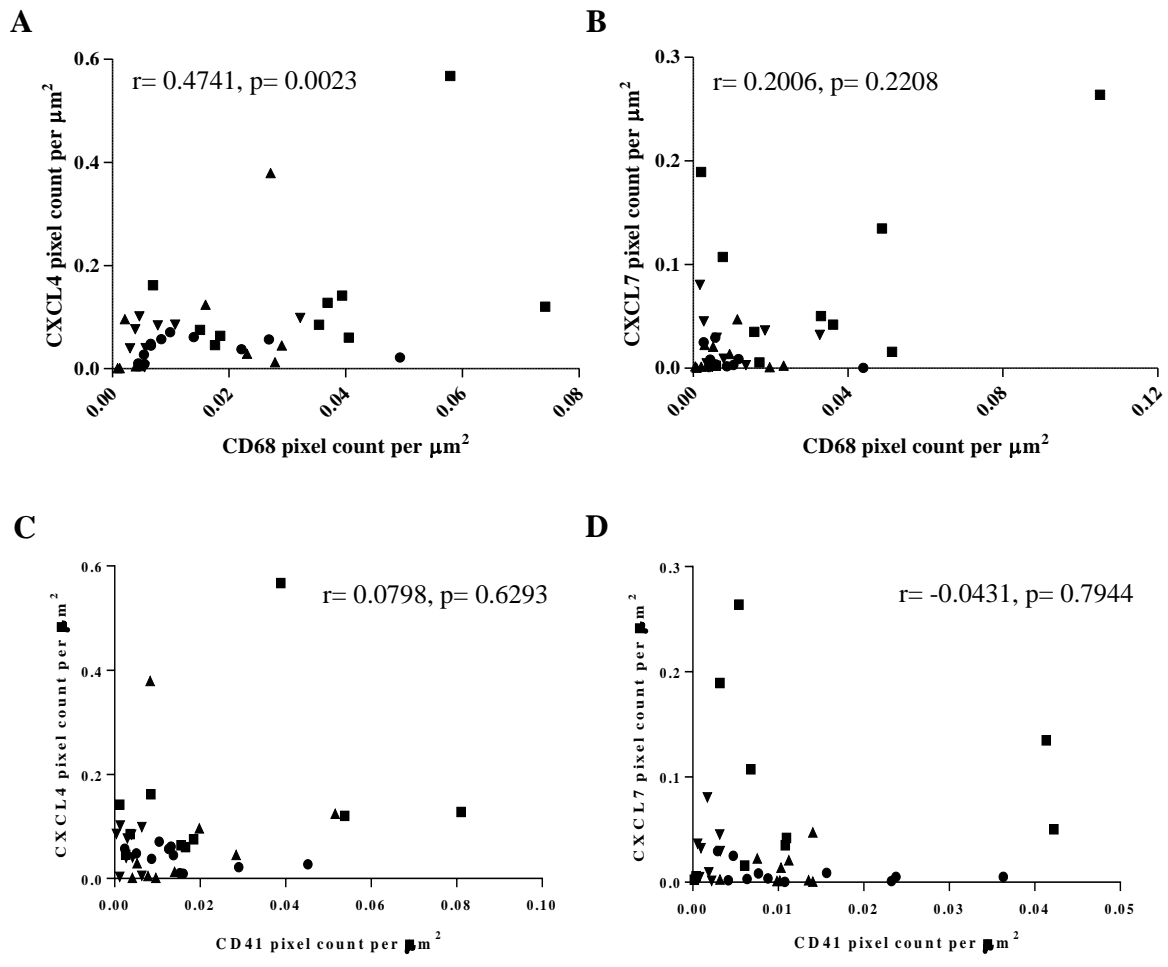 A
CXCL4 pixel count per μm²
0.6
0.4
0.2
0.0
r= 0.4741, p= 0.0023
0.00
0.02
0.04
0.06
0.08
CD68 pixel count per μm²
B
CXCL7 pixel count per μm²
0.3
0.2
0.1
0.0
r= 0.2006, p= 0.2208
0.00
0.04
0.08
0.12
CD68 pixel count per μm²
C
CXCL4 pixel count per μm²
0.6
0.4
0.2
0.0
r= 0.0798, p= 0.6293
0.00
0.02
0.04
0.06
0.08
0.10
CD41 pixel count per μm²
D
CXCL7 pixel count per μm²
0.3
0.2
0.1
0.0
r= -0.0431, p= 0.7944
0.00
0.01
0.02
0.03
0.04
0.05
CD41 pixel count per μm²